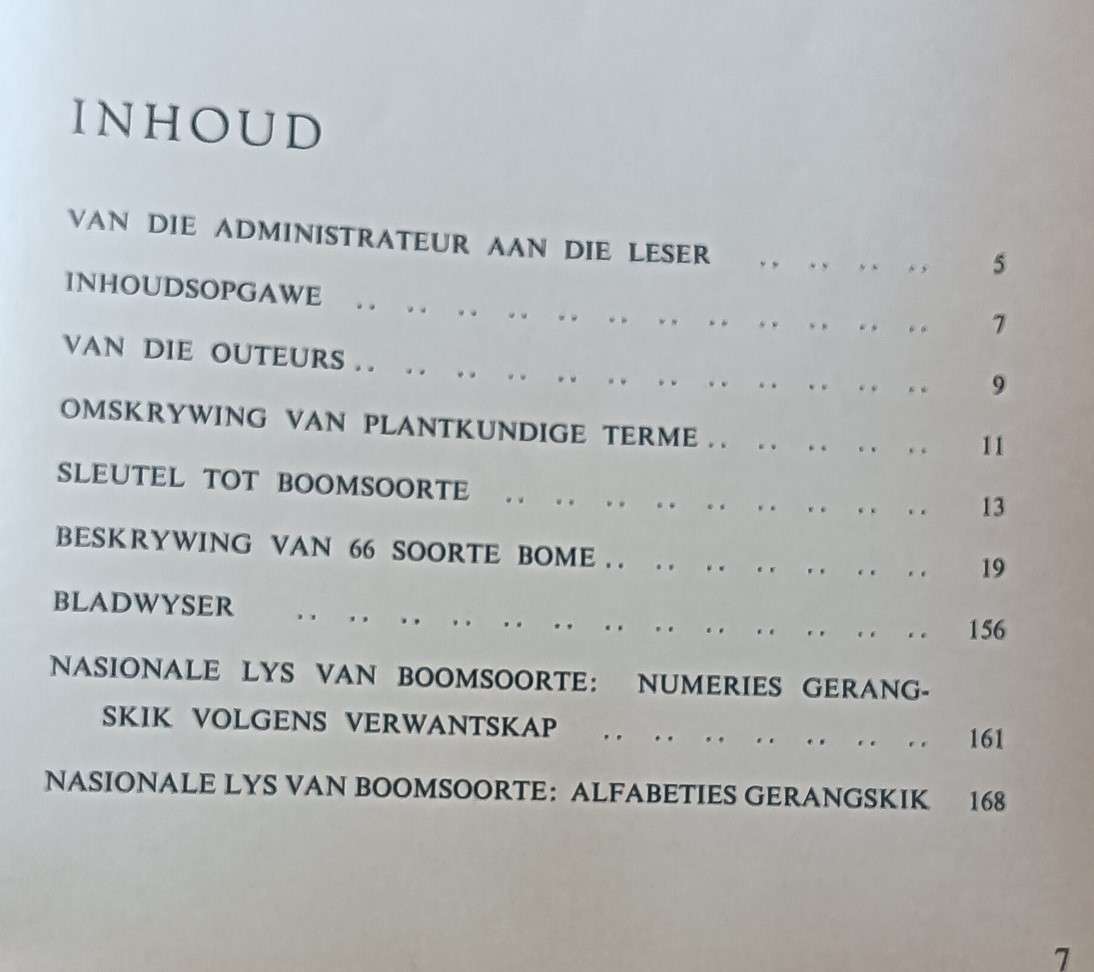 INHOUD
VAN DIE ADMINISTRATEUR AAN DIE LESER .. .. .. .. 5
INHOUDSOPGAWE .. .. .. .. .. .. .. .. .. .. .. .. 7
VAN DIE OUTEURS .. .. .. .. .. .. .. .. .. .. .. .. 9
OMSKRYWING VAN PLANTKUNDIGE TERME .. .. .. .. .. 11
SLEUTEL TOT BOOMSOORTE .. .. .. .. .. .. .. .. .. 13
BESKRYWING VAN 66 SOORTE BOME .. .. .. .. .. .. .. 19
BLADWYSER .. .. .. .. .. .. .. .. .. .. .. .. .. 156
NASIONALE LYS VAN BOOMSOORTE: NUMERIES GERANG-
SKIK VOLGENS VERWANTSKAP .. .. .. .. .. .. .. 161
NASIONALE LYS VAN BOOMSOORTE: ALFABETIES GERANGSKIK 168
7